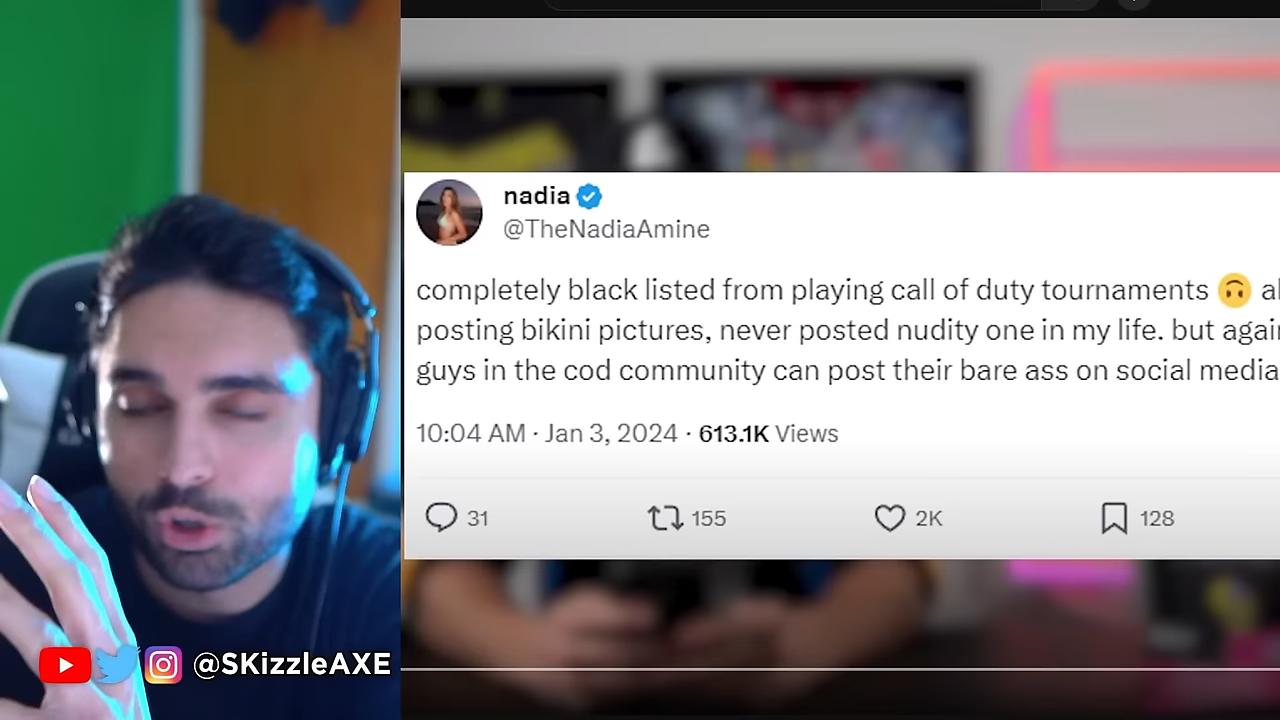 nadia
@TheNadiaAmine
completely black listed from playing call of duty tournaments 🙃
posting bikini pictures, never posted nudity one in my life. but
guys in the cod community can post their bare ass on social media
10:04 AM · Jan 3, 2024 · 613.1K Views
31 155 2K 128
@SKizzleAXE